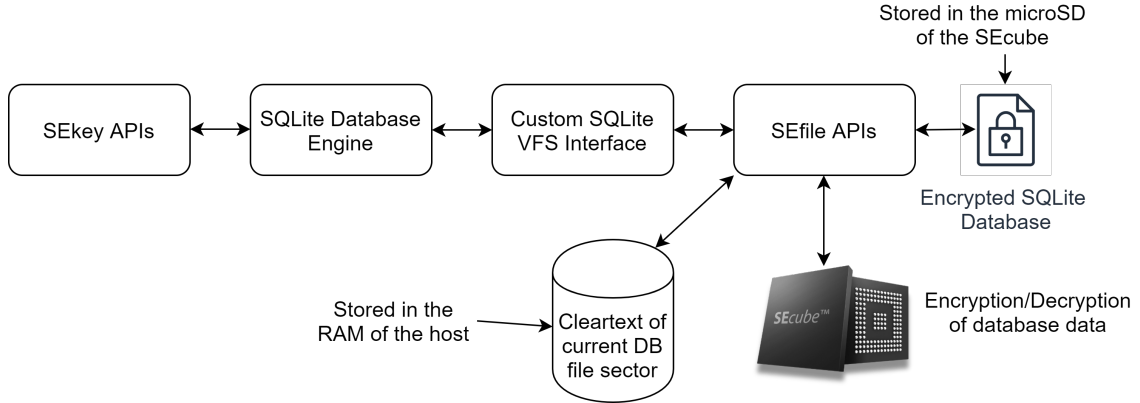 Stored in the microSD
of the SEcube
SEkey APIs
SQLite Database
Engine
Custom SQLite
VFS Interface
SEfile APIs
Encrypted SQLite
Database
Stored in the
RAM of the host
Cleartext of
current DB
file sector
SEcube™
Encryption/Decryption
of database data